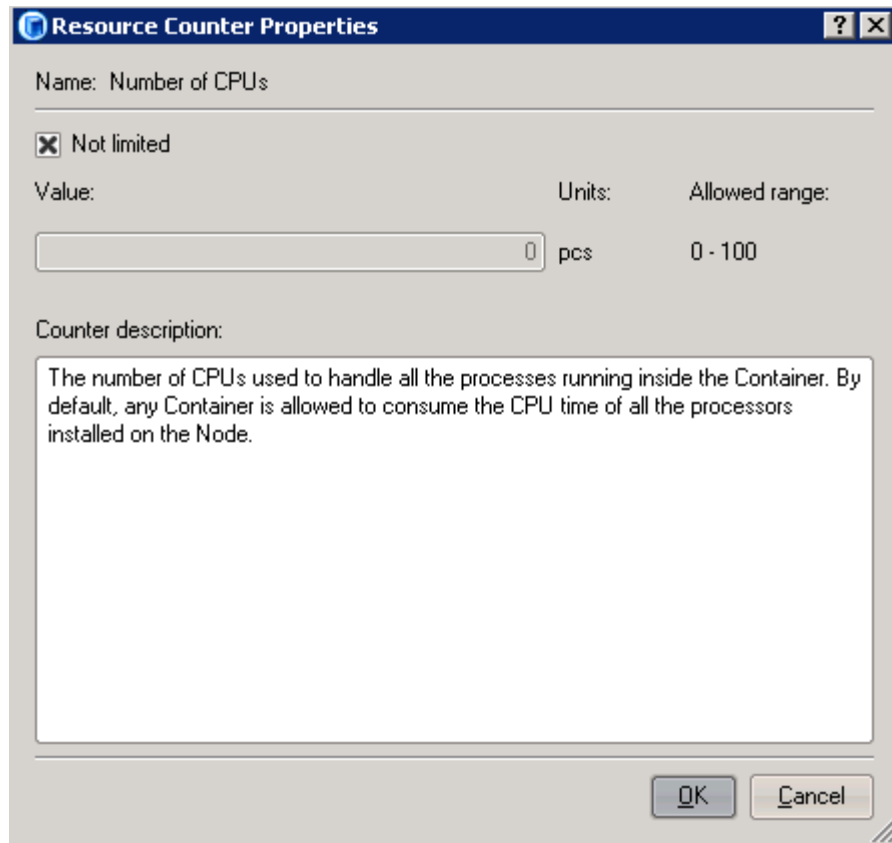 Resource Counter Properties
Name: Number of CPUs
Not limited
Value: Units: Allowed range:
0 pcs 0 - 100
Counter description:
The number of CPUs used to handle all the processes running inside the Container. By
default, any Container is allowed to consume the CPU time of all the processors
installed on the Node.
OK Cancel